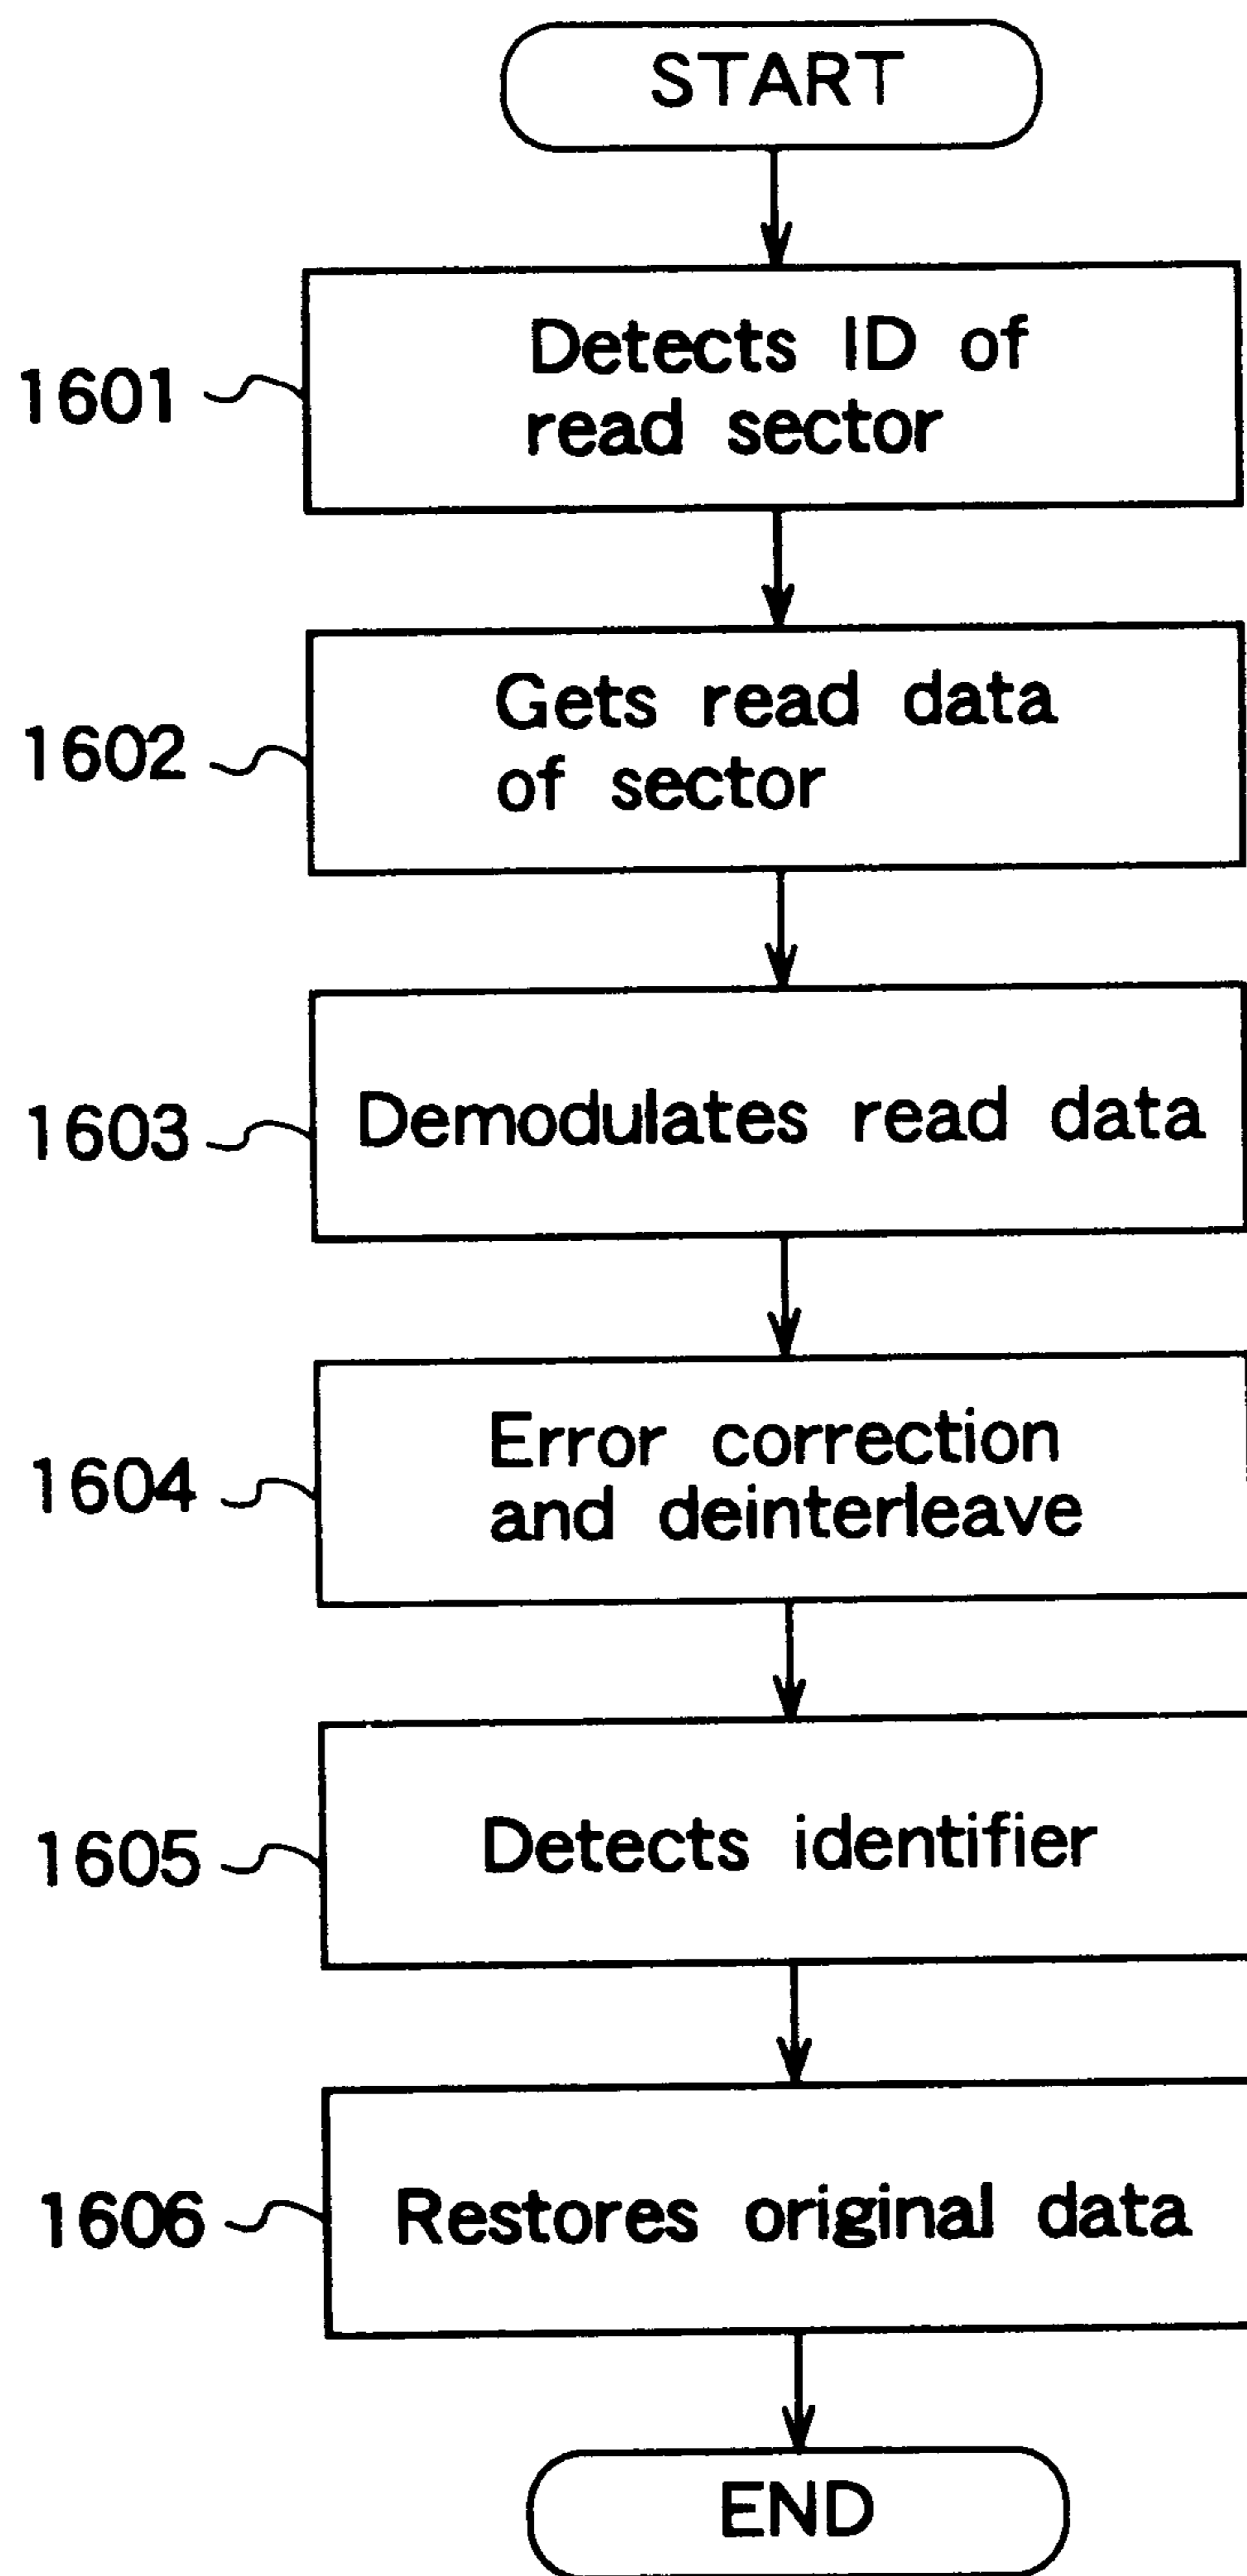 START
1601
Detects ID of
read sector
1602
Gets read data
of sector
1603
Demodulates read data
1604
Error correction
and deinterleave
1605
Detects identifier
1606
Restores original data
END